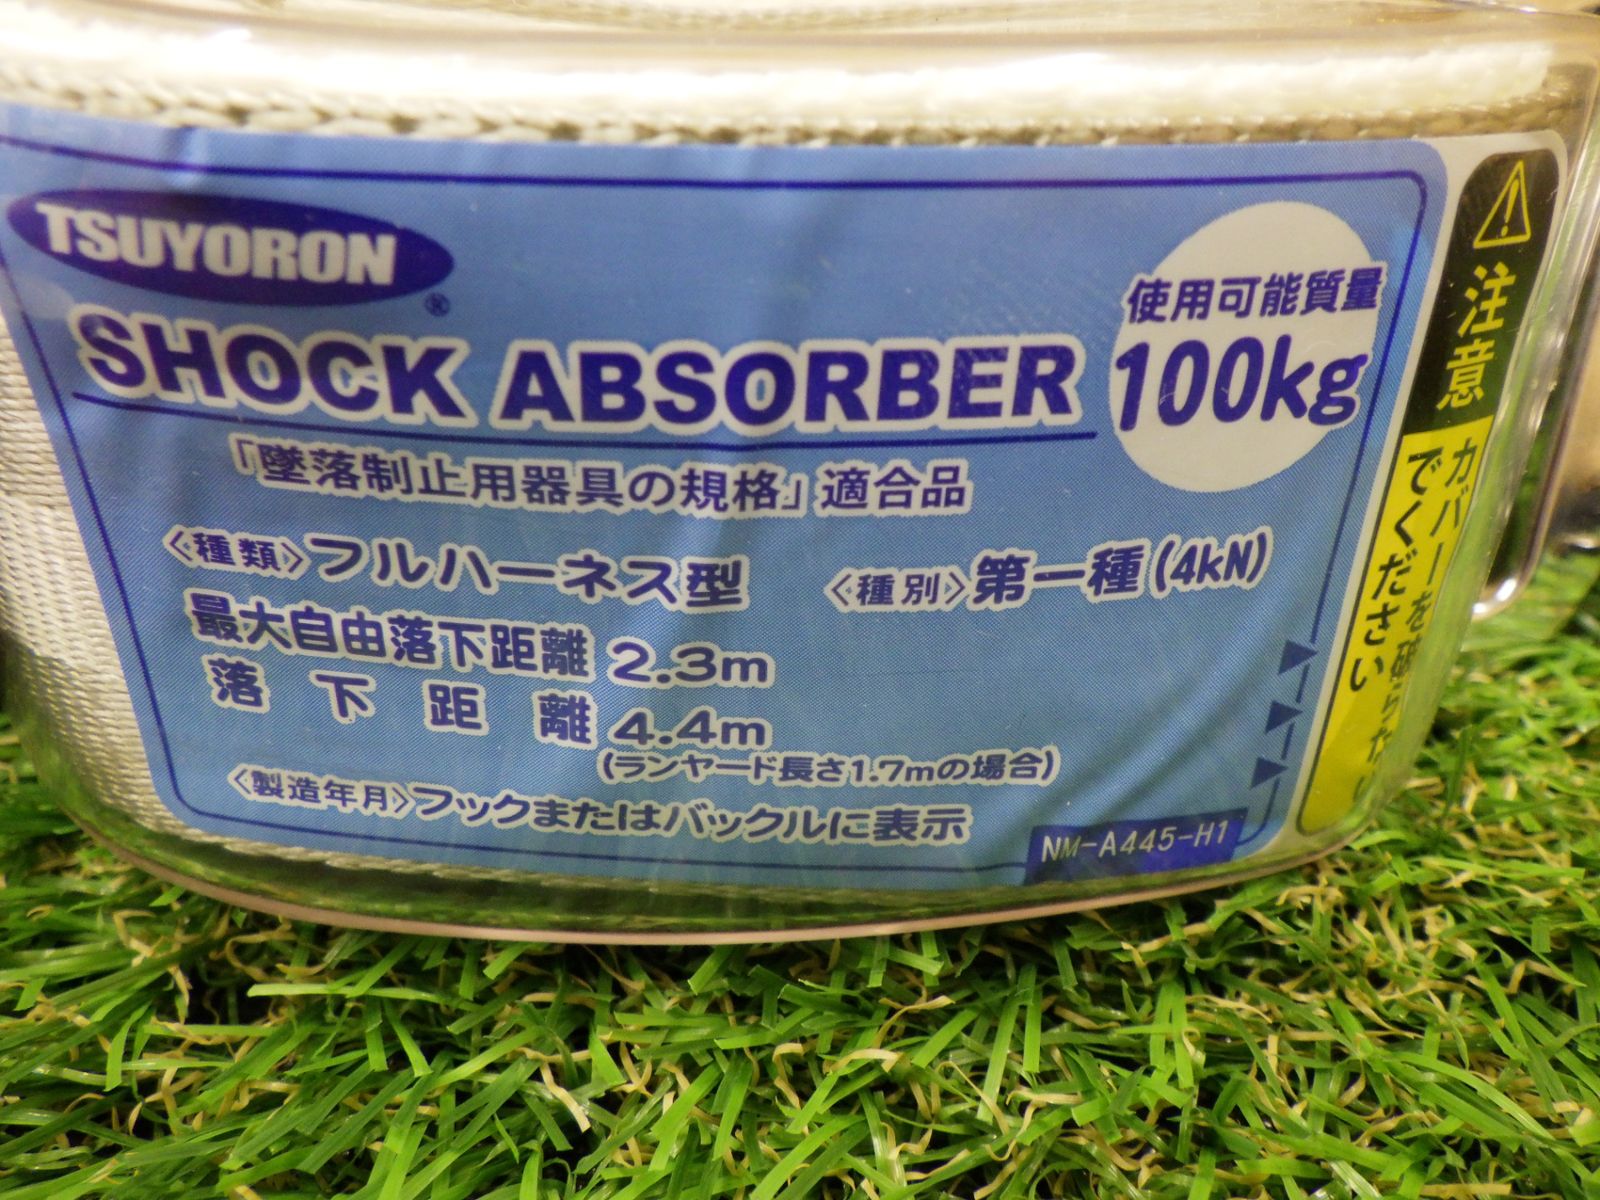 TSUYORON
®
SHOCK ABSORBER
使用可能質量
100kg
「墜落制止用器具の規格」適合品
〈種類〉フルハーネス型 〈種別〉第一種(4kN)
最大自由落下距離 2.3m
落下距離 4.4m
(ランヤード長さ1.7mの場合)
〈製造年月〉フックまたはバックルに表示
NM-A445-H1
注意
カバーを破らない
でください